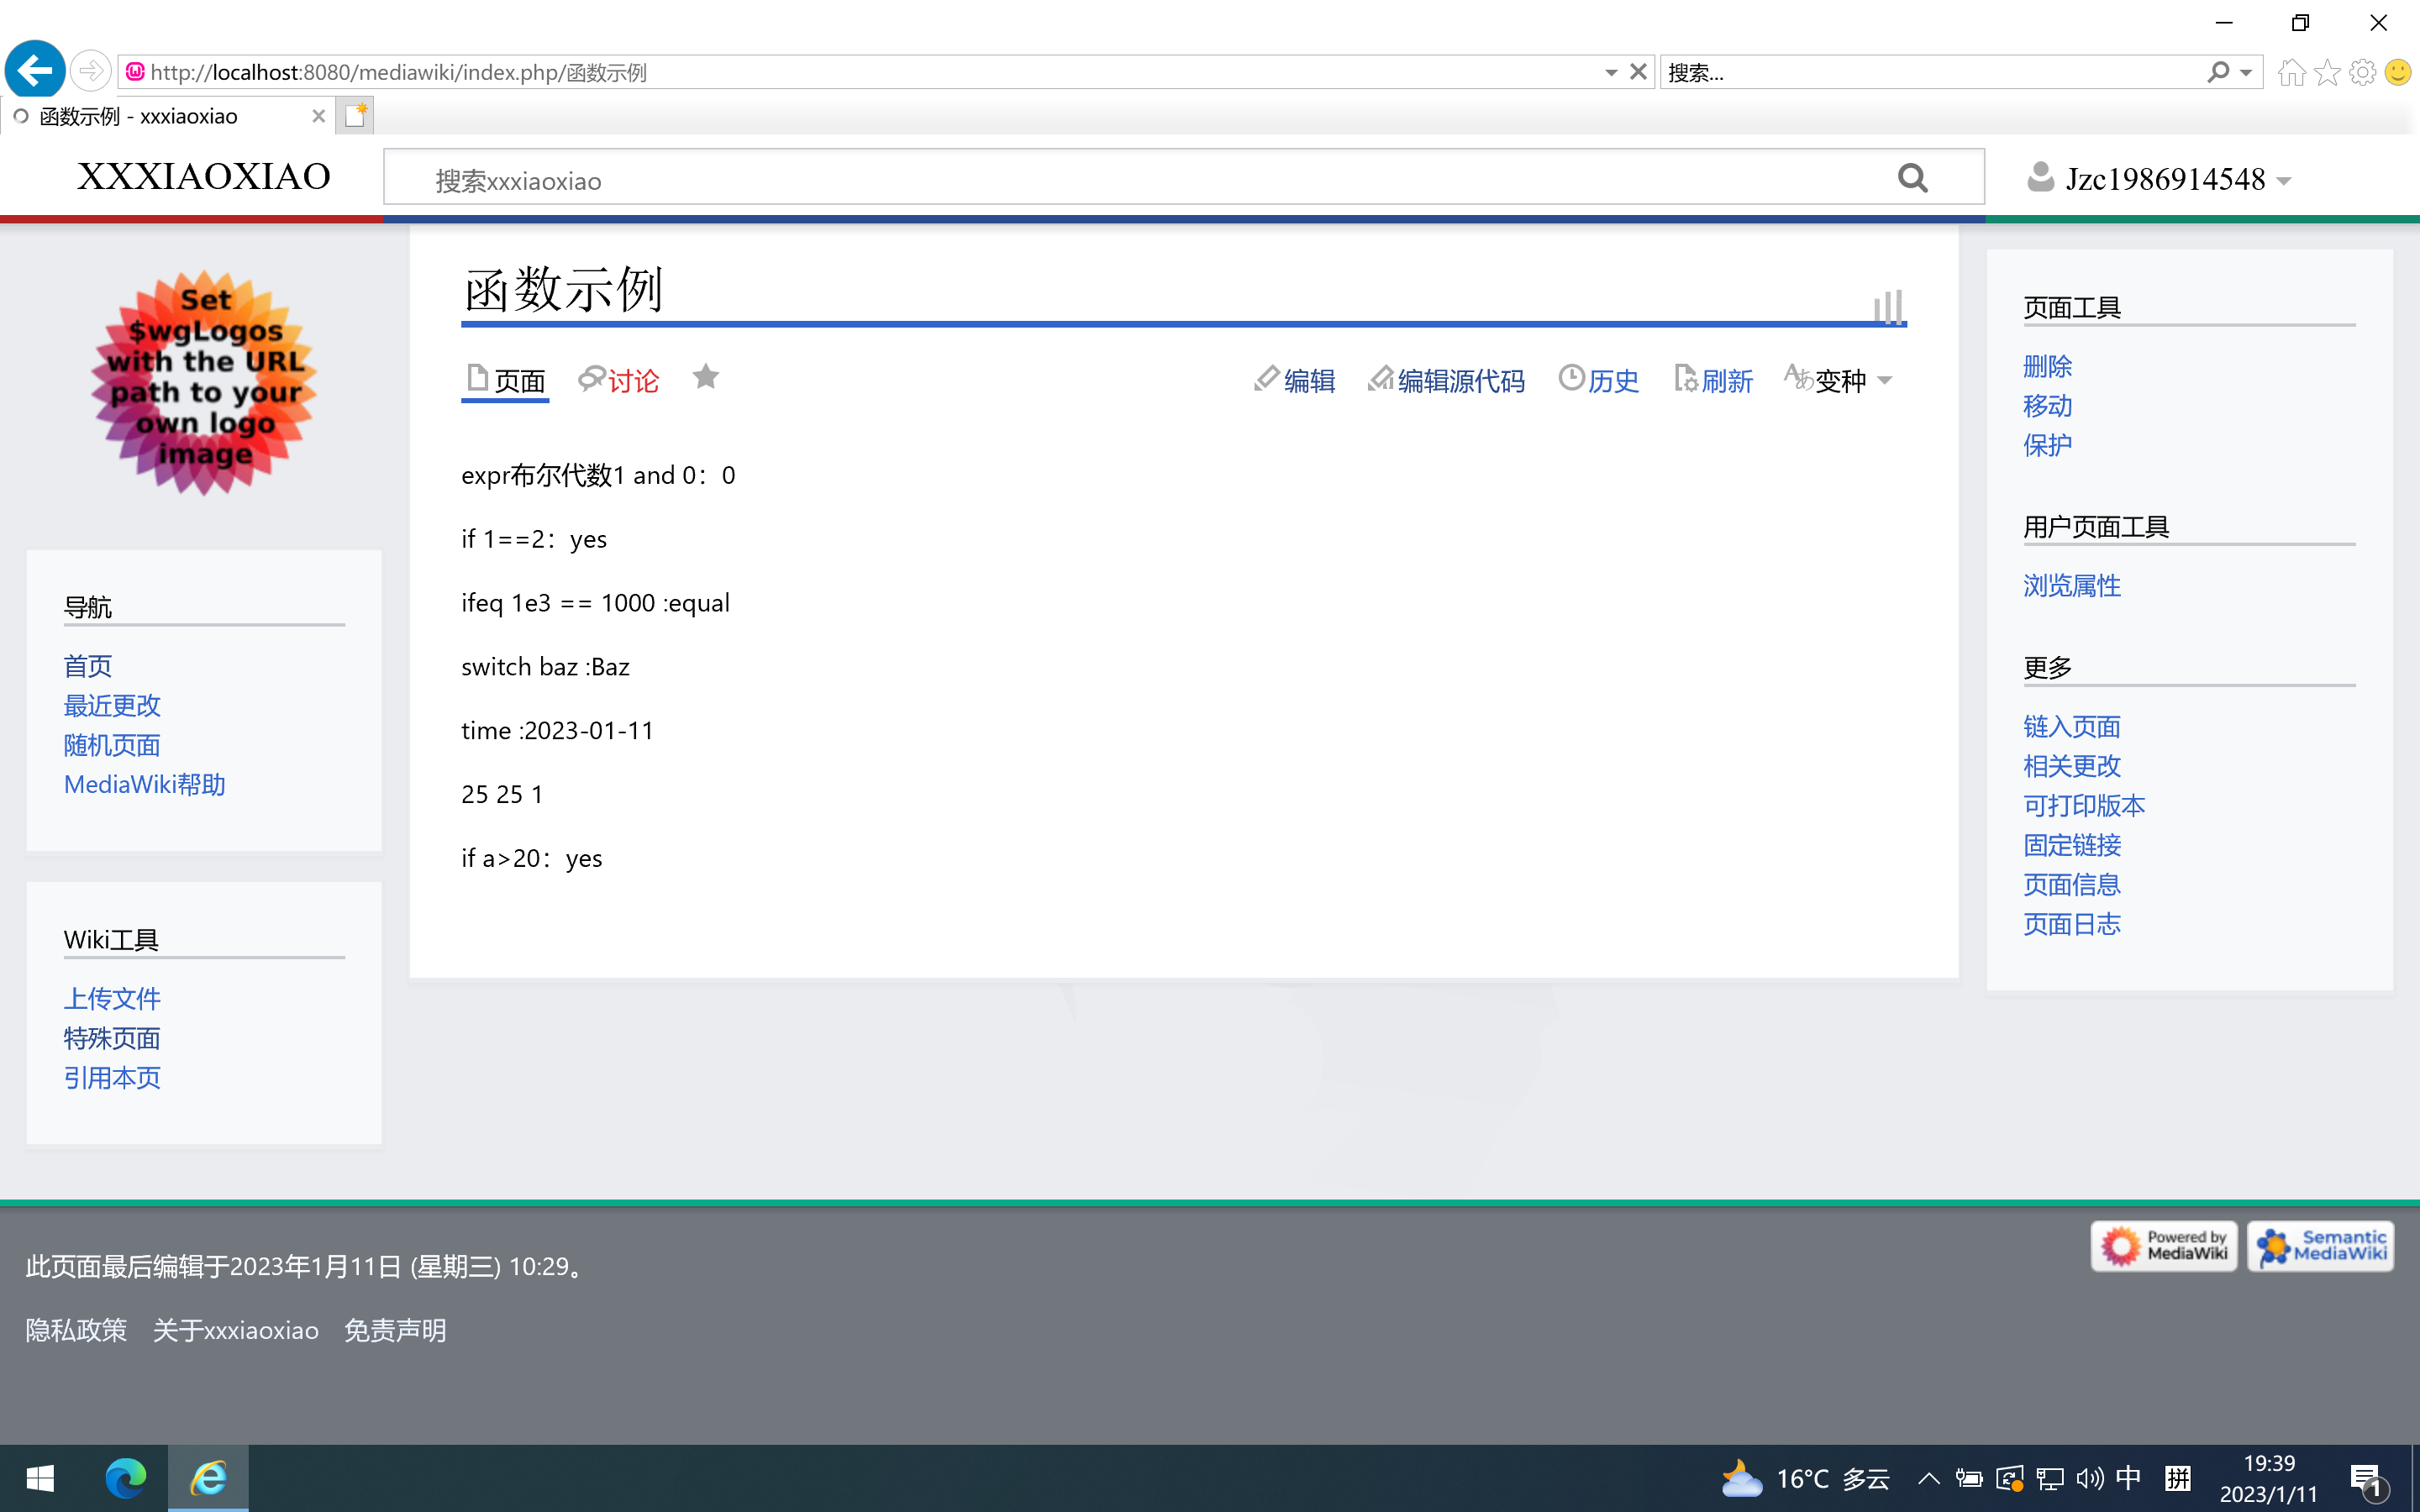 http://localhost:8080/mediawiki/index.php/函数示例
搜索...
函数示例 - xxxiaoxiao
XXXIAOXIAO
搜索xxxiaoxiao
Jzc1986914548
Set
$wgLogos
with the URL
path to your
own logo
image
导航
首页
最近更改
随机页面
MediaWiki帮助
Wiki工具
上传文件
特殊页面
引用本页
函数示例
页面 讨论 编辑 编辑源代码 历史 刷新 变种
expr布尔代数1 and 0：0
if 1==2：yes
ifeq 1e3 == 1000 :equal
switch baz :Baz
time :2023-01-11
25 25 1
if a>20：yes
页面工具
删除
移动
保护
用户页面工具
浏览属性
更多
链入页面
相关更改
可打印版本
固定链接
页面信息
页面日志
此页面最后编辑于2023年1月11日 (星期三) 10:29。
隐私政策 关于xxxiaoxiao 免责声明
Powered by
MediaWiki
Semantic
MediaWiki
16°C 多云
中
拼
19:39
2023/1/11
1